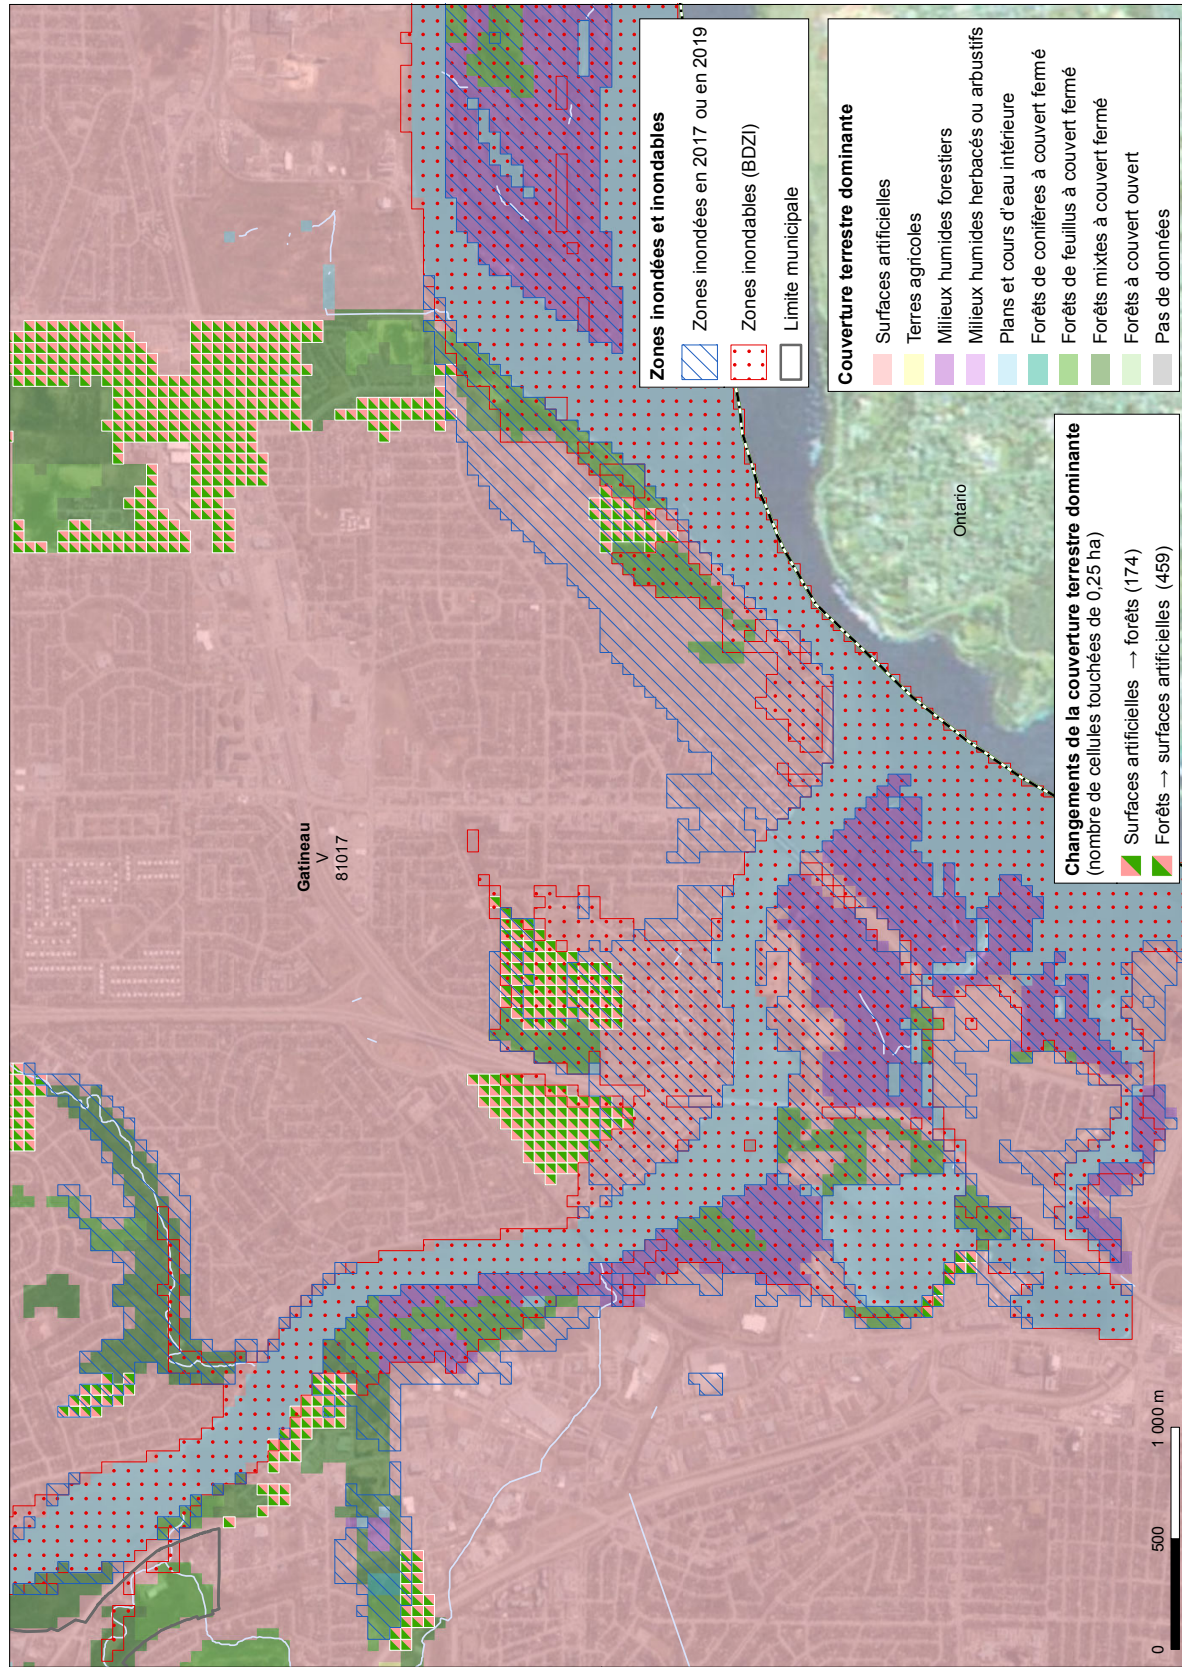 Gatineau
V
81017
Ontario
0
500
1 000 m
Zones inondées et inondables
Zones inondées en 2017 ou en 2019
Zones inondables (BDZI)
Limite municipale
Couverture terrestre dominante
Surfaces artificielles
Terres agricoles
Milieux humides forestiers
Milieux humides herbacés ou arbustifs
Plans et cours d'eau intérieure
Forêts de conifères à couvert fermé
Forêts de feuillus à couvert fermé
Forêts mixtes à couvert fermé
Forêts à couvert ouvert
Pas de données
Changements de la couverture terrestre dominante
(nombre de cellules touchées de 0,25 ha)
Surfaces artificielles → forêts (174)
Forêts → surfaces artificielles (459)